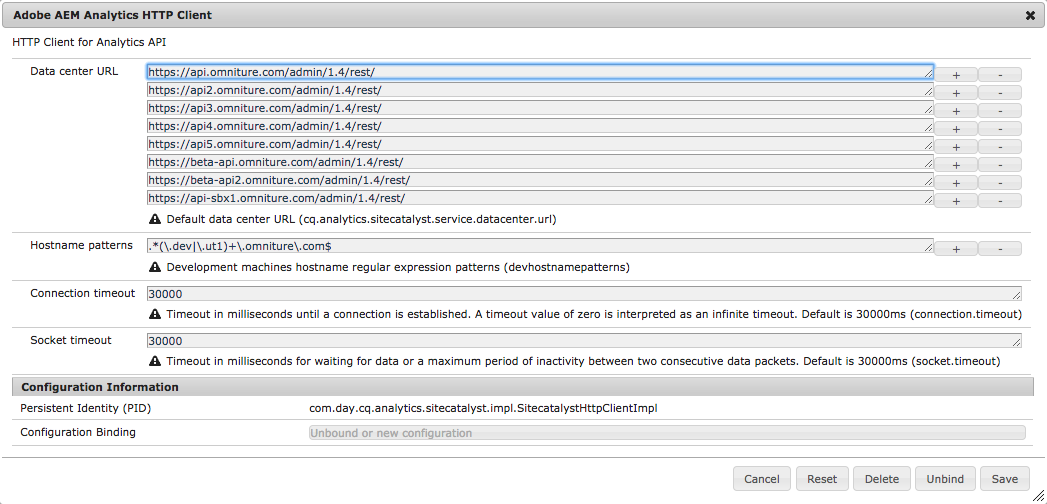 Adobe AEM Analytics HTTP Client
HTTP Client for Analytics API
Data center URL
https://api.omniture.com/admin/1.4/rest/
+ -
https://api2.omniture.com/admin/1.4/rest/
+ -
https://api3.omniture.com/admin/1.4/rest/
+ -
https://api4.omniture.com/admin/1.4/rest/
+ -
https://api5.omniture.com/admin/1.4/rest/
+ -
https://beta-api.omniture.com/admin/1.4/rest/
+ -
https://beta-api2.omniture.com/admin/1.4/rest/
+ -
https://api-sbx1.omniture.com/admin/1.4/rest/
+ -
Default data center URL (cq.analytics.sitecatalyst.service.datacenter.url)
Hostname patterns
.*(\.dev|\.ut1)+\.omniture\.com$
+ -
Development machines hostname regular expression patterns (devhostnamepatterns)
Connection timeout
30000
Timeout in milliseconds until a connection is established. A timeout value of zero is interpreted as an infinite timeout. Default is 30000ms (connection.timeout)
Socket timeout
30000
Timeout in milliseconds for waiting for data or a maximum period of inactivity between two consecutive data packets. Default is 30000ms (socket.timeout)
Configuration Information
Persistent Identity (PID)
com.day.cq.analytics.sitecatalyst.impl.SitecatalystHttpClientImpl
Configuration Binding
Unbound or new configuration
Cancel Reset Delete Unbind Save